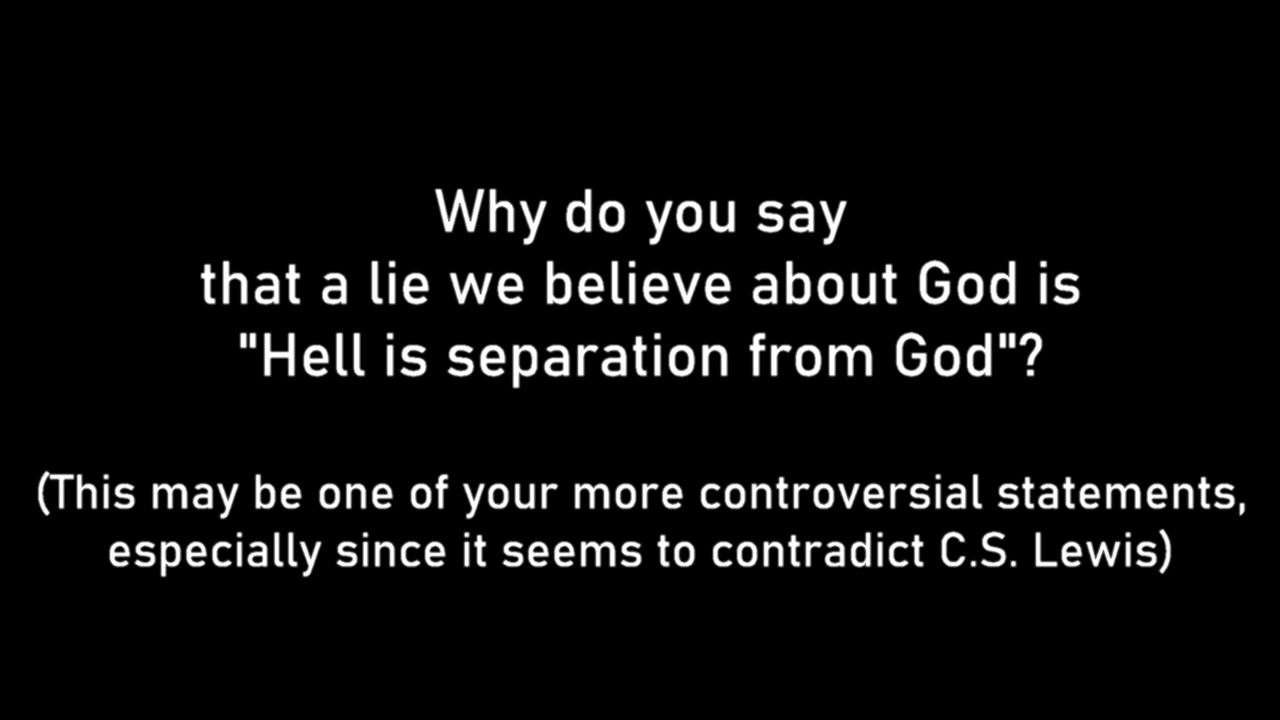 Why do you say
that a lie we believe about God is
"Hell is separation from God"?
(This may be one of your more controversial statements,
especially since it seems to contradict C.S. Lewis)